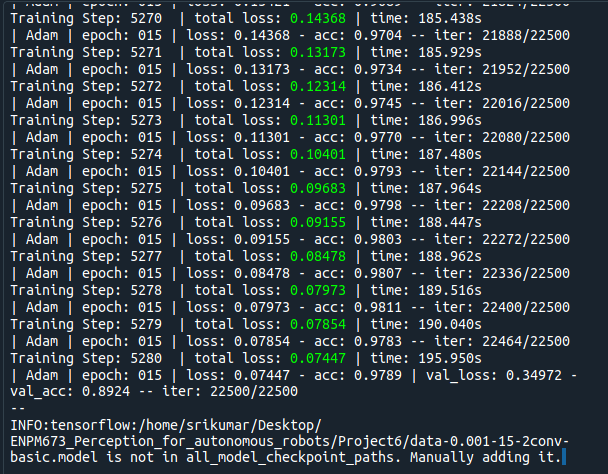 | Adam | epoch: 015 | loss: 0.15421 - acc: 0.9689 -- iter: 21824/22500
Training Step: 5270  | total loss: 0.14368 | time: 185.438s
| Adam | epoch: 015 | loss: 0.14368 - acc: 0.9704 -- iter: 21888/22500
Training Step: 5271  | total loss: 0.13173 | time: 185.929s
| Adam | epoch: 015 | loss: 0.13173 - acc: 0.9734 -- iter: 21952/22500
Training Step: 5272  | total loss: 0.12314 | time: 186.412s
| Adam | epoch: 015 | loss: 0.12314 - acc: 0.9745 -- iter: 22016/22500
Training Step: 5273  | total loss: 0.11301 | time: 186.996s
| Adam | epoch: 015 | loss: 0.11301 - acc: 0.9770 -- iter: 22080/22500
Training Step: 5274  | total loss: 0.10401 | time: 187.480s
| Adam | epoch: 015 | loss: 0.10401 - acc: 0.9793 -- iter: 22144/22500
Training Step: 5275  | total loss: 0.09683 | time: 187.964s
| Adam | epoch: 015 | loss: 0.09683 - acc: 0.9798 -- iter: 22208/22500
Training Step: 5276  | total loss: 0.09155 | time: 188.447s
| Adam | epoch: 015 | loss: 0.09155 - acc: 0.9803 -- iter: 22272/22500
Training Step: 5277  | total loss: 0.08478 | time: 188.962s
| Adam | epoch: 015 | loss: 0.08478 - acc: 0.9807 -- iter: 22336/22500
Training Step: 5278  | total loss: 0.07973 | time: 189.516s
| Adam | epoch: 015 | loss: 0.07973 - acc: 0.9811 -- iter: 22400/22500
Training Step: 5279  | total loss: 0.07854 | time: 190.040s
| Adam | epoch: 015 | loss: 0.07854 - acc: 0.9783 -- iter: 22464/22500
Training Step: 5280  | total loss: 0.07447 | time: 195.950s
| Adam | epoch: 015 | loss: 0.07447 - acc: 0.9789 | val_loss: 0.34972 -
val_acc: 0.8924 -- iter: 22500/22500
--
INFO:tensorflow:/home/srikumar/Desktop/
ENPM673_Perception_for_autonomous_robots/Project6/data-0.001-15-2conv-
basic.model is not in all_model_checkpoint_paths. Manually adding it.